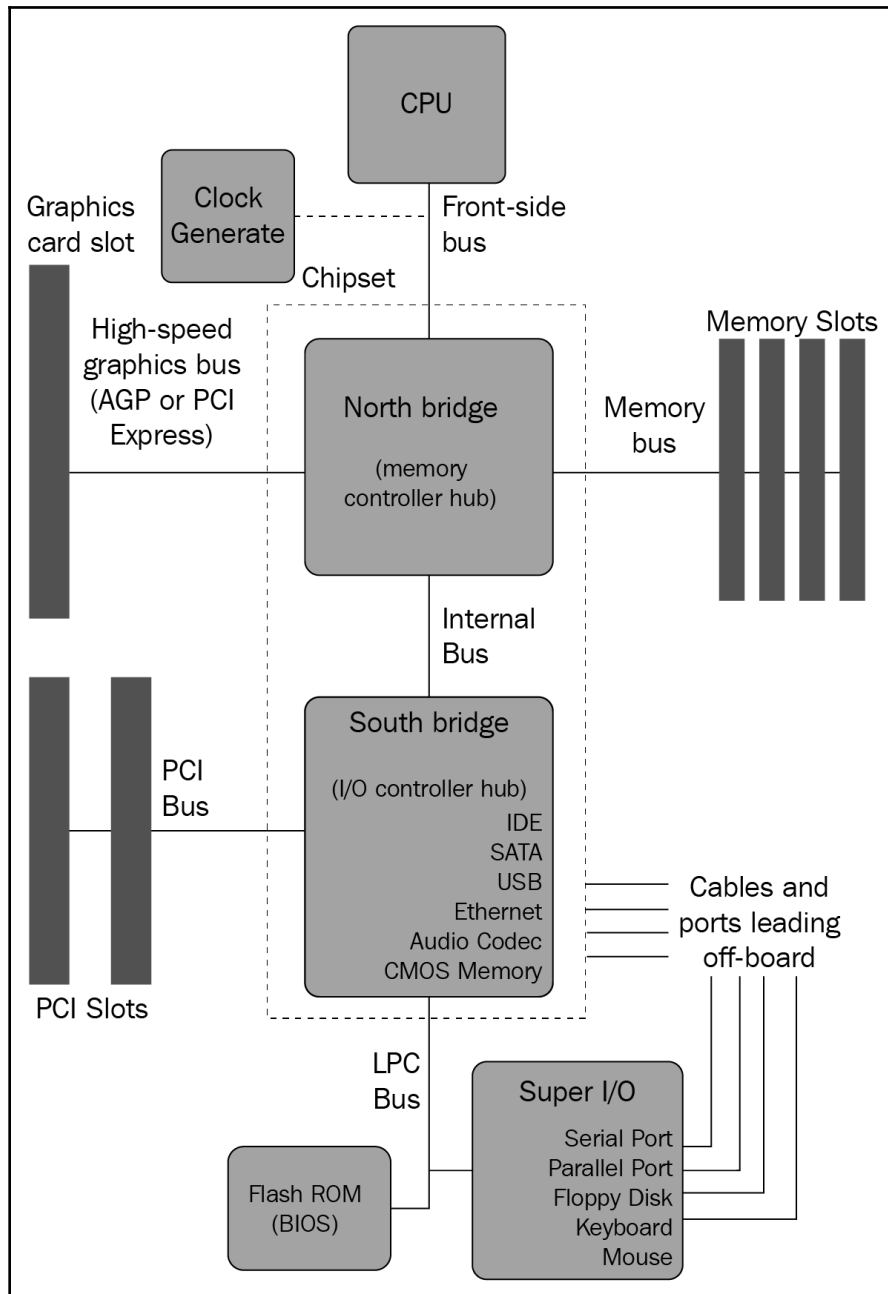 CPU
Clock
Generate
Front-side
bus
Graphics
card slot
Chipset
High-speed
graphics bus
(AGP or PCI
Express)
North bridge
(memory
controller hub)
Memory
bus
Memory Slots
Internal
Bus
South bridge
(I/O controller hub)
IDE
SATA
USB
Ethernet
Audio Codec
CMOS Memory
PCI
Bus
PCI Slots
Cables and
ports leading
off-board
LPC
Bus
Super I/O
Serial Port
Parallel Port
Floppy Disk
Keyboard
Mouse
Flash ROM
(BIOS)